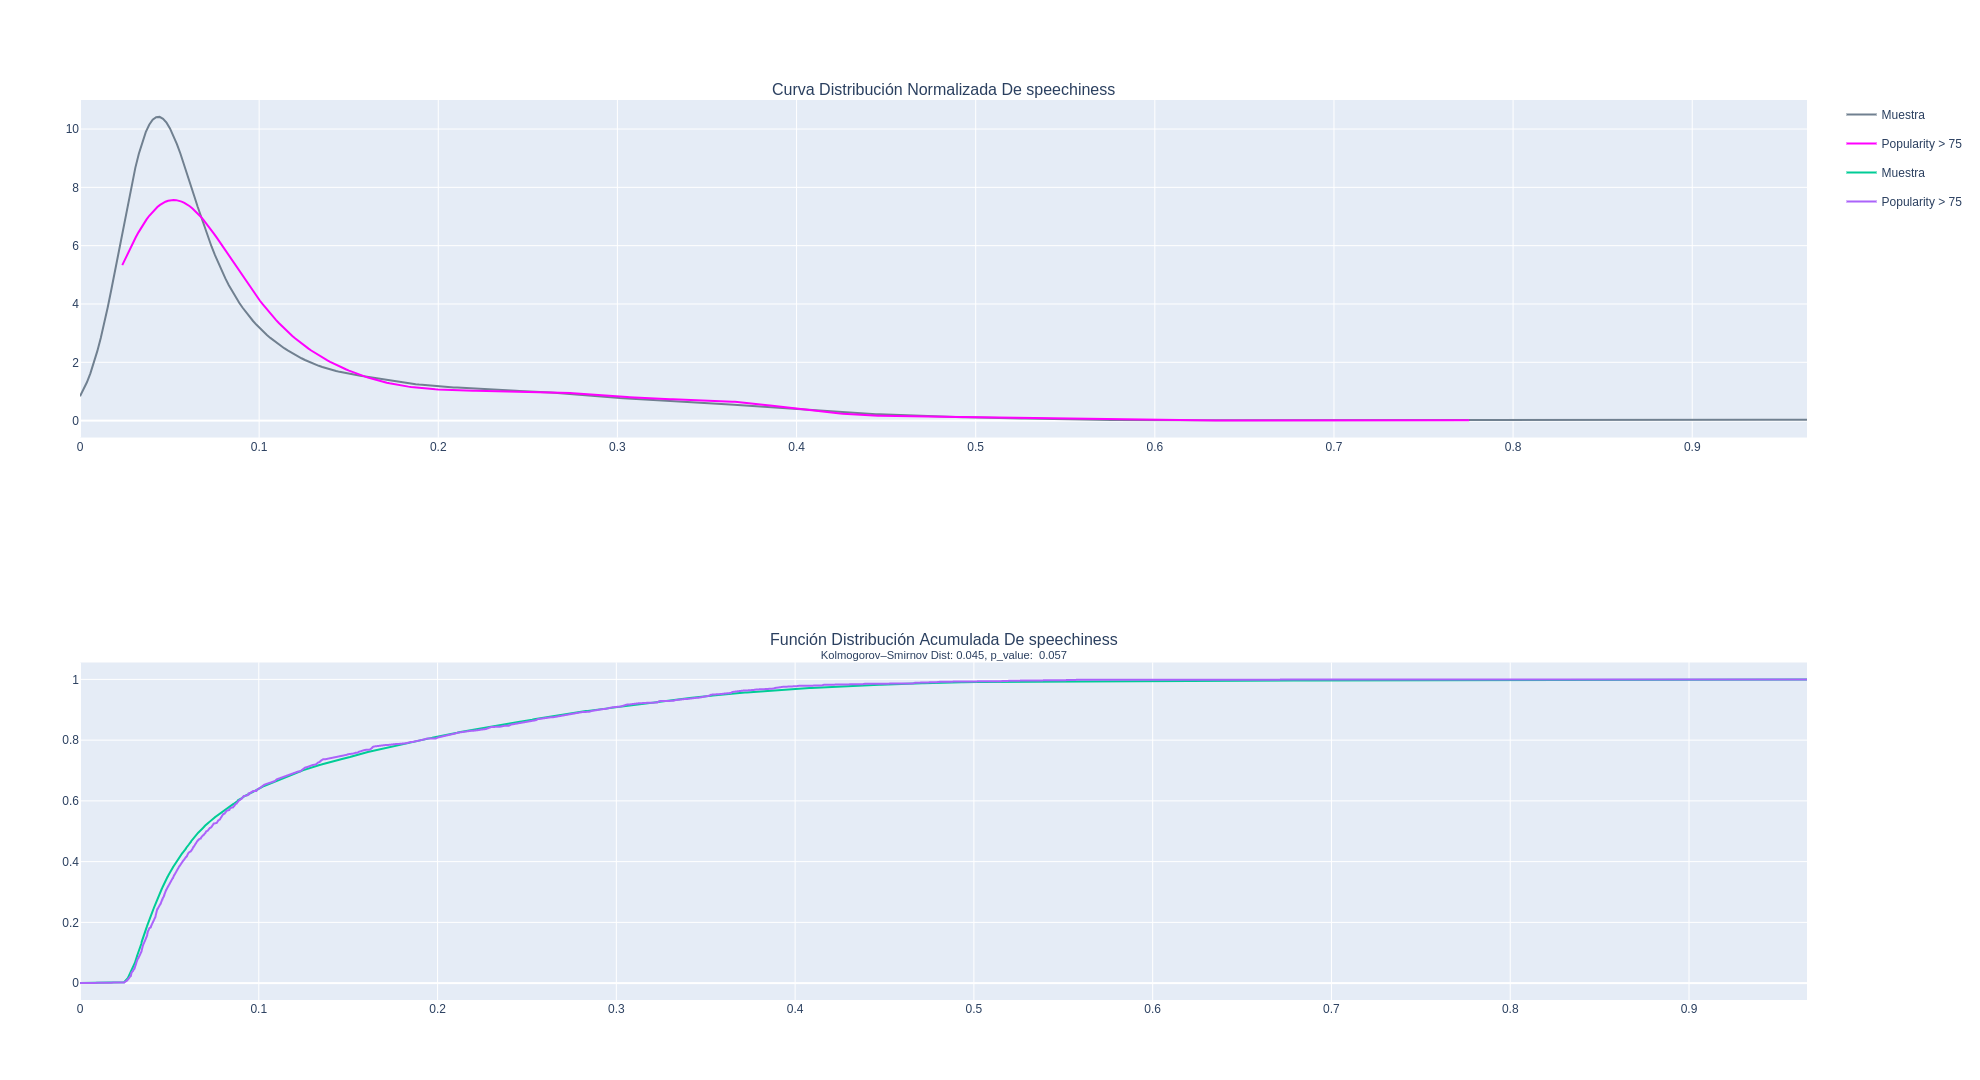 Curva Distribución Normalizada De speechiness
10
8
6
4
2
0
0 0.1 0.2 0.3 0.4 0.5 0.6 0.7 0.8 0.9
Muestra
Popularity > 75
Muestra
Popularity > 75
Función Distribución Acumulada De speechiness
Kolmogorov–Smirnov Dist: 0.045, p_value: 0.057
1
0.8
0.6
0.4
0.2
0
0 0.1 0.2 0.3 0.4 0.5 0.6 0.7 0.8 0.9